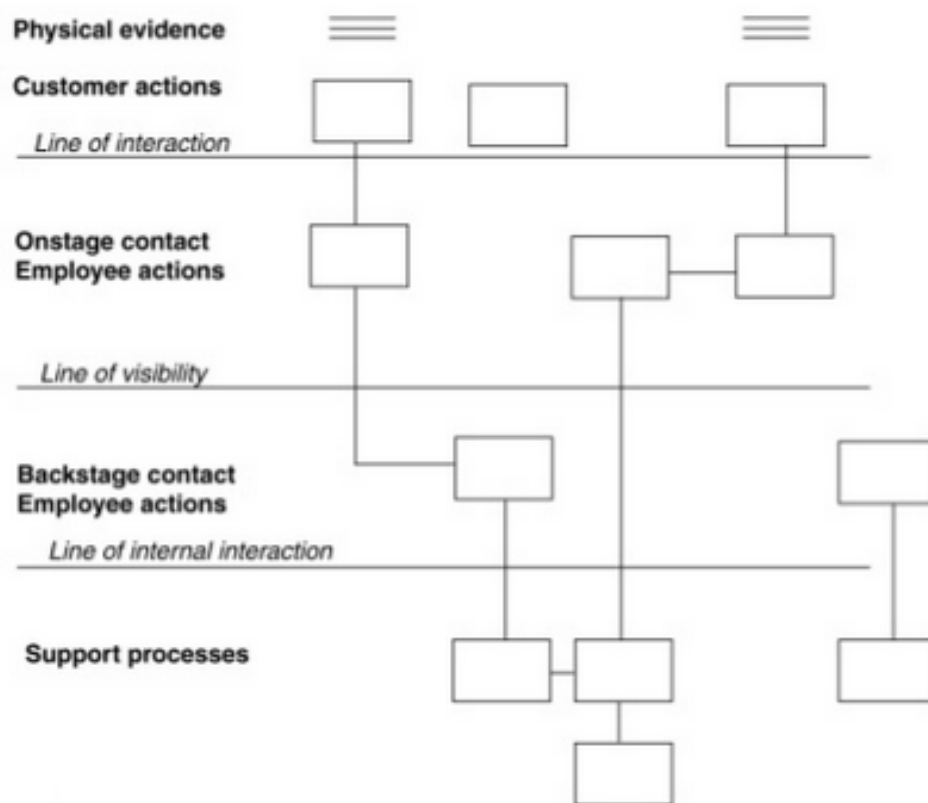 Physical evidence
Customer actions
Line of interaction
Onstage contact
Employee actions
Line of visibility
Backstage contact
Employee actions
Line of internal interaction
Support processes